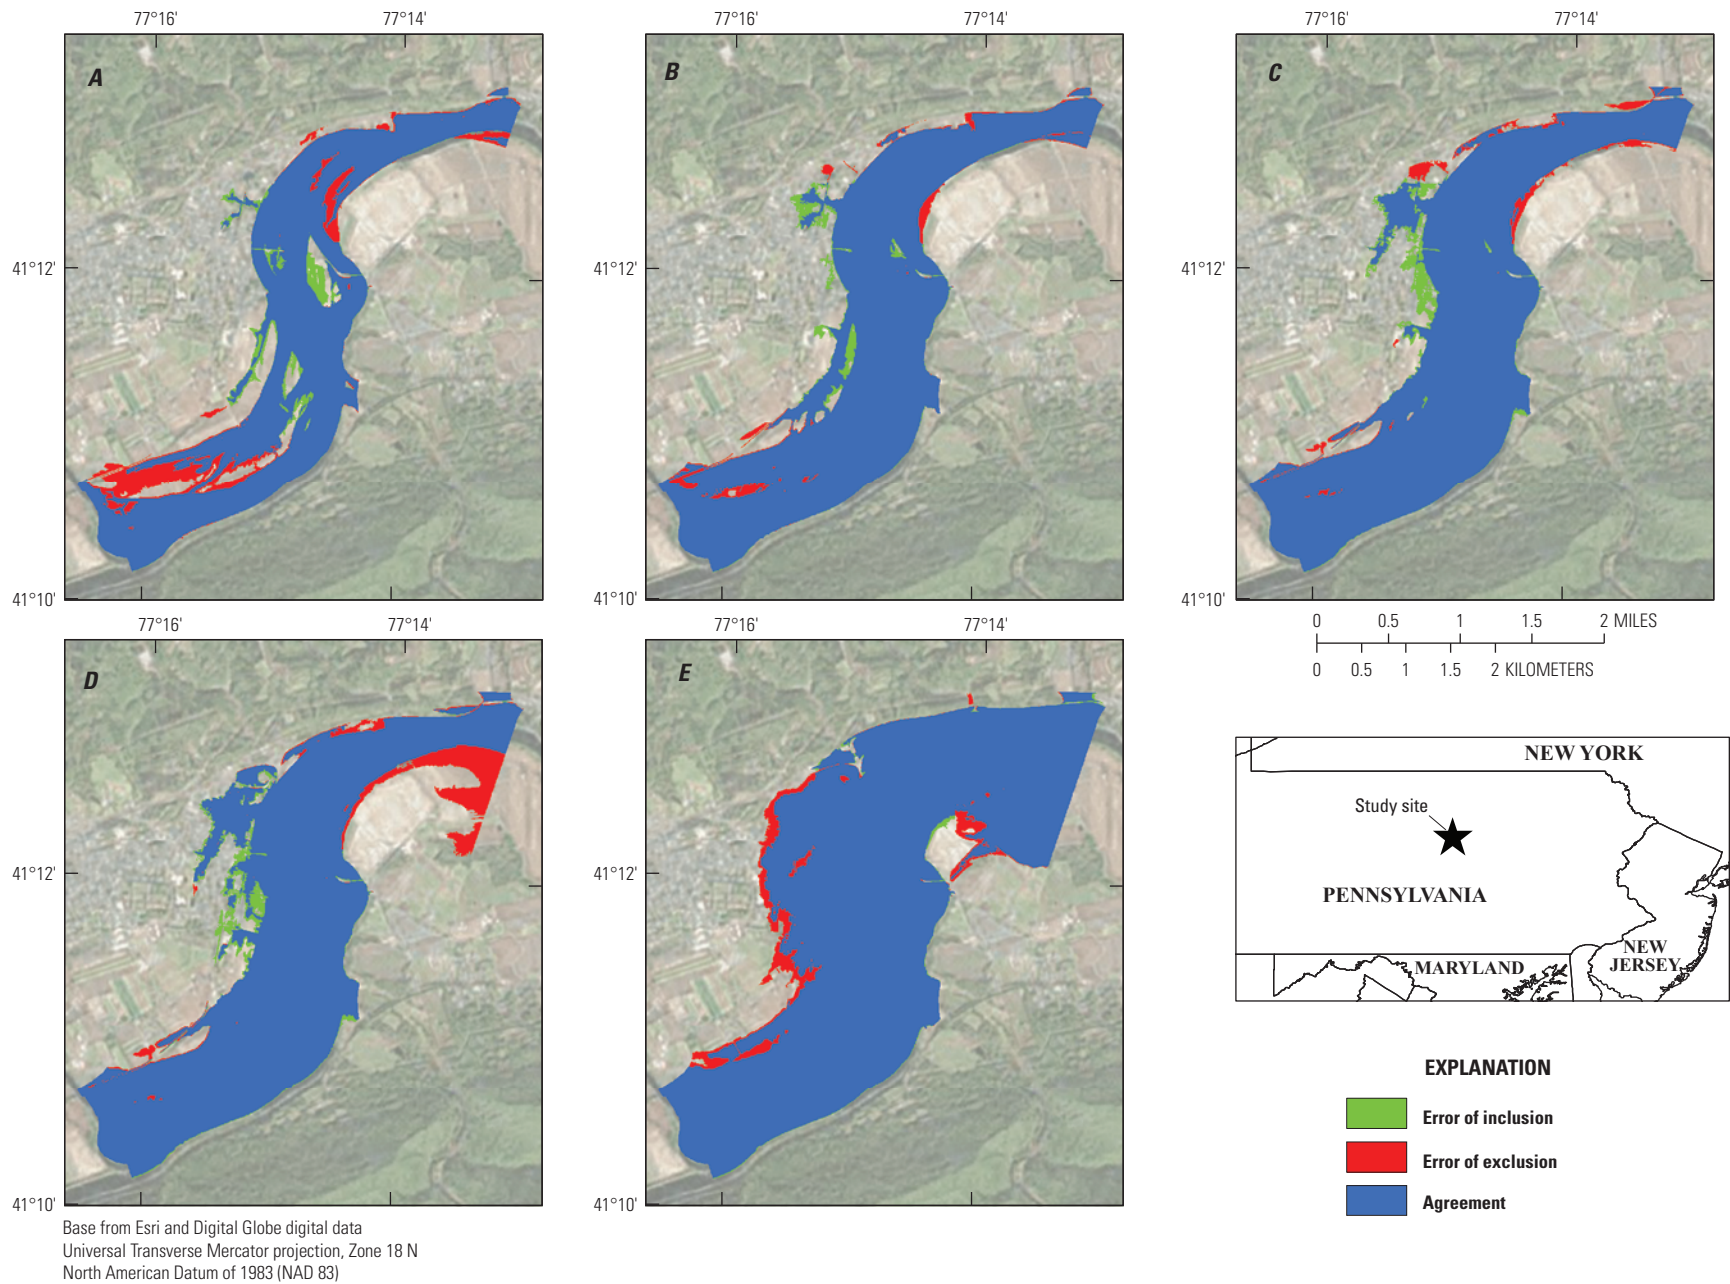 77°16' 77°14' 77°16' 77°14' 77°16' 77°14'
A B C
41°12' 41°12' 41°12'
41°10' 41°10' 41°10'
77°16' 77°14' 77°16' 77°14'
0 0.5 1 1.5 2 MILES
0 0.5 1 1.5 2 KILOMETERS
D E
41°12' 41°12'
41°10' 41°10'
NEW YORK
Study site
PENNSYLVANIA
NEW
JERSEY
MARYLAND
EXPLANATION
Error of inclusion
Error of exclusion
Agreement
Base from Esri and Digital Globe digital data
Universal Transverse Mercator projection, Zone 18 N
North American Datum of 1983 (NAD 83)